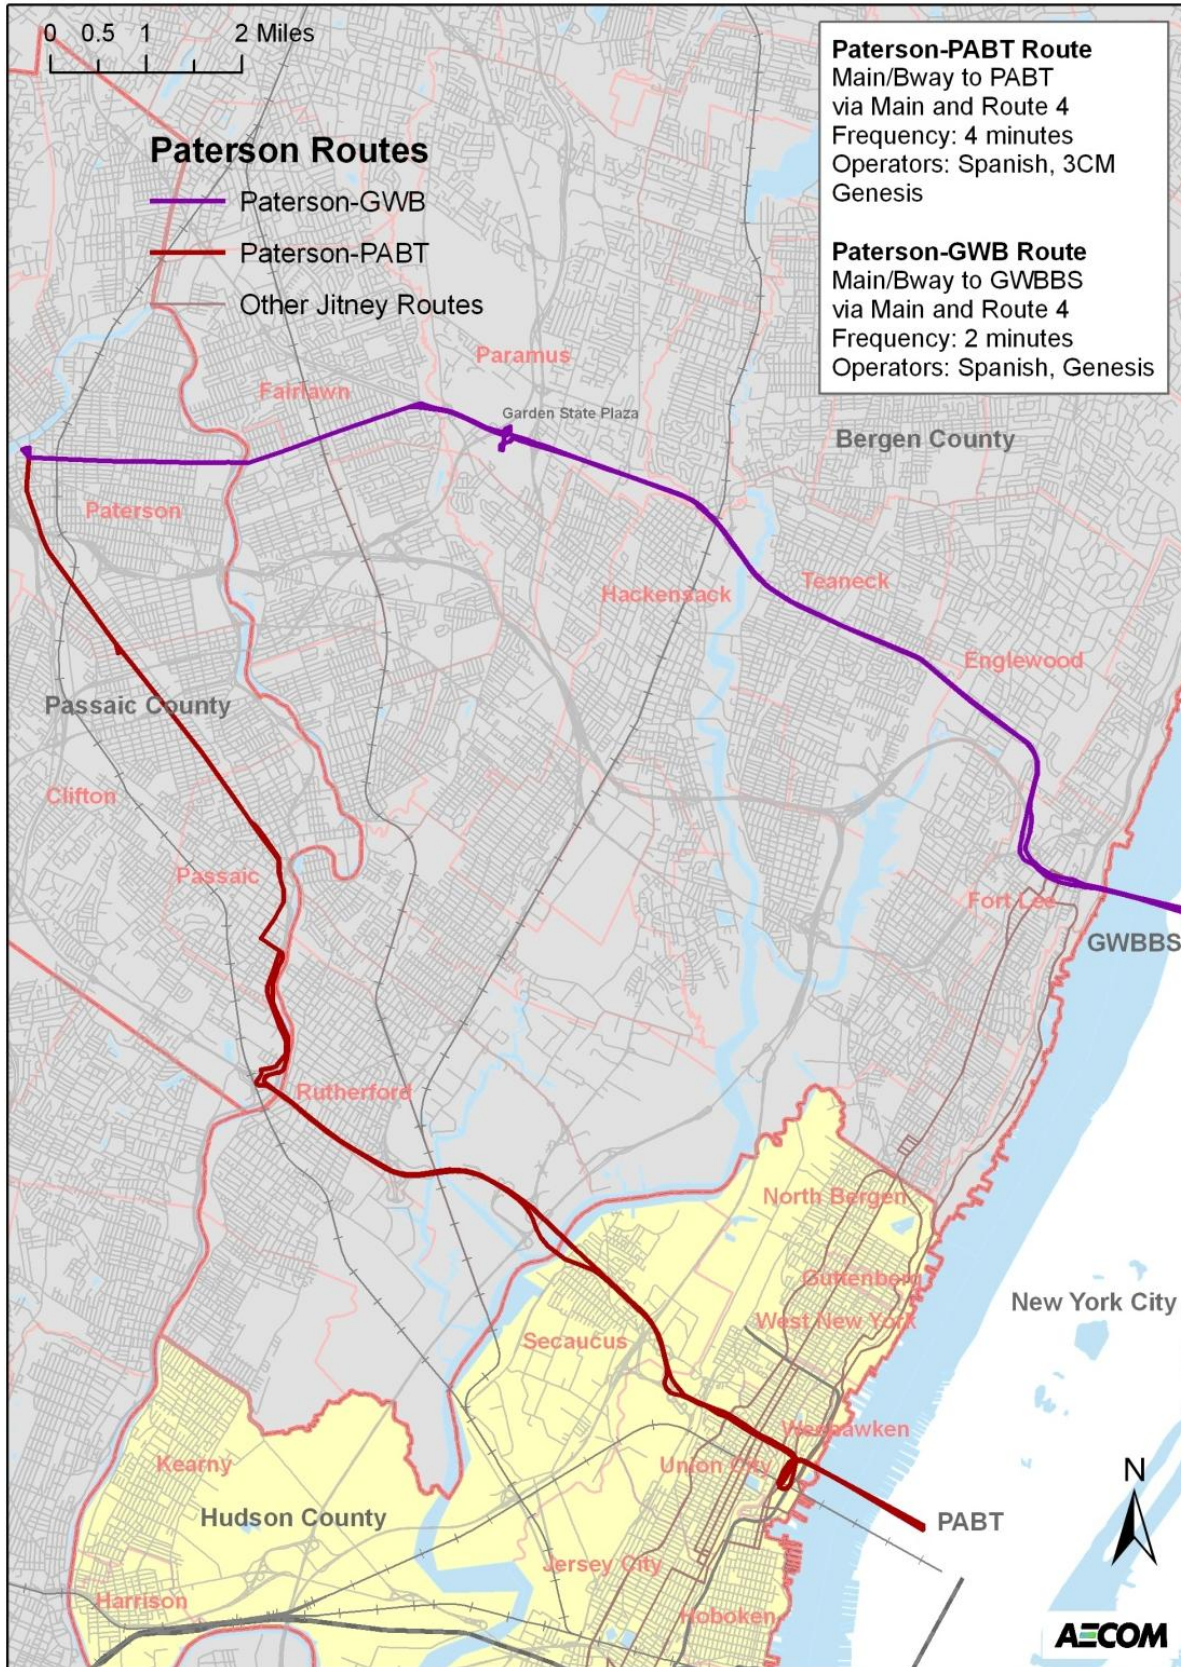 0 0.5 1 2 Miles
Paterson Routes
Paterson-GWB
Paterson-PABT
Other Jitney Routes
Paterson-PABT Route
Main/Bway to PABT
via Main and Route 4
Frequency: 4 minutes
Operators: Spanish, 3CM
Genesis
Paterson-GWB Route
Main/Bway to GWBBS
via Main and Route 4
Frequency: 2 minutes
Operators: Spanish, Genesis
Paramus
Fairlawn
Garden State Plaza
Bergen County
Paterson
Hackensack
Teaneck
Englewood
Passaic County
Clifton
Passaic
Fort Lee
GWBBS
Rutherford
North Bergen
Guttenberg
New York City
West New York
Secaucus
Weehawken
Union City
Kearny
Hudson County
PABT
N
Jersey City
Harrison
Hoboken
AECOM